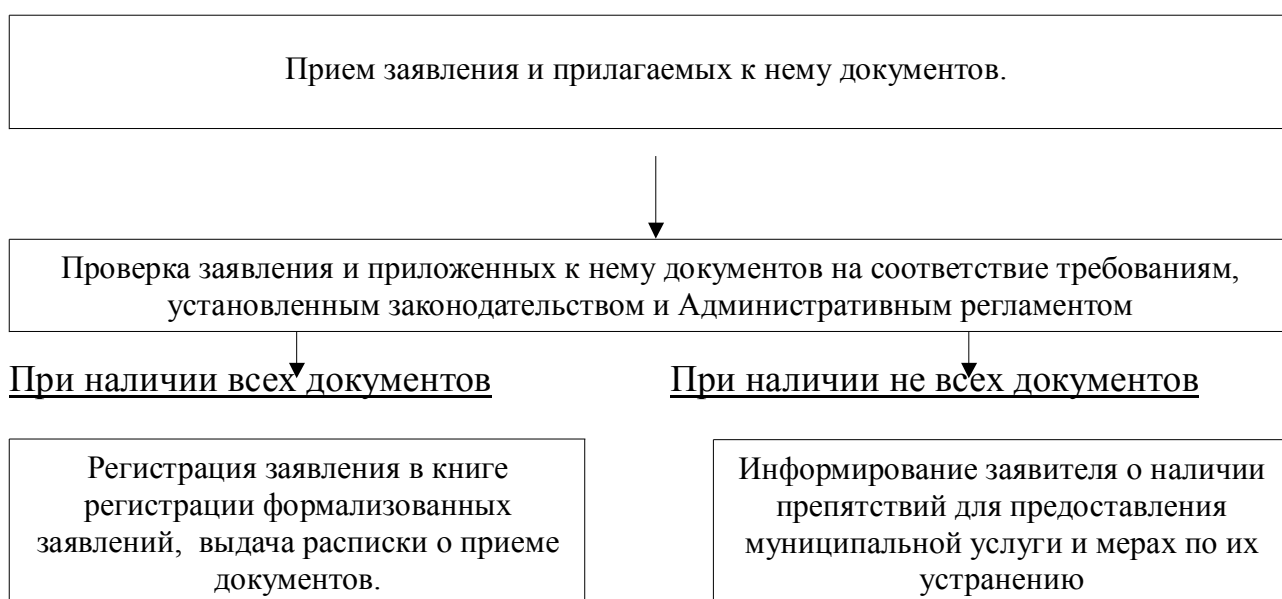 Прием заявления и прилагаемых к нему документов.
Проверка заявления и приложенных к нему документов на соответствие требованиям,
установленным законодательством и Административным регламентом
При наличии всех документов
При наличии не всех документов
Регистрация заявления в книге
регистрации формализованных
заявлений, выдача расписки о приеме
документов.
Информирование заявителя о наличии
препятствий для предоставления
муниципальной услуги и мерах по их
устранению